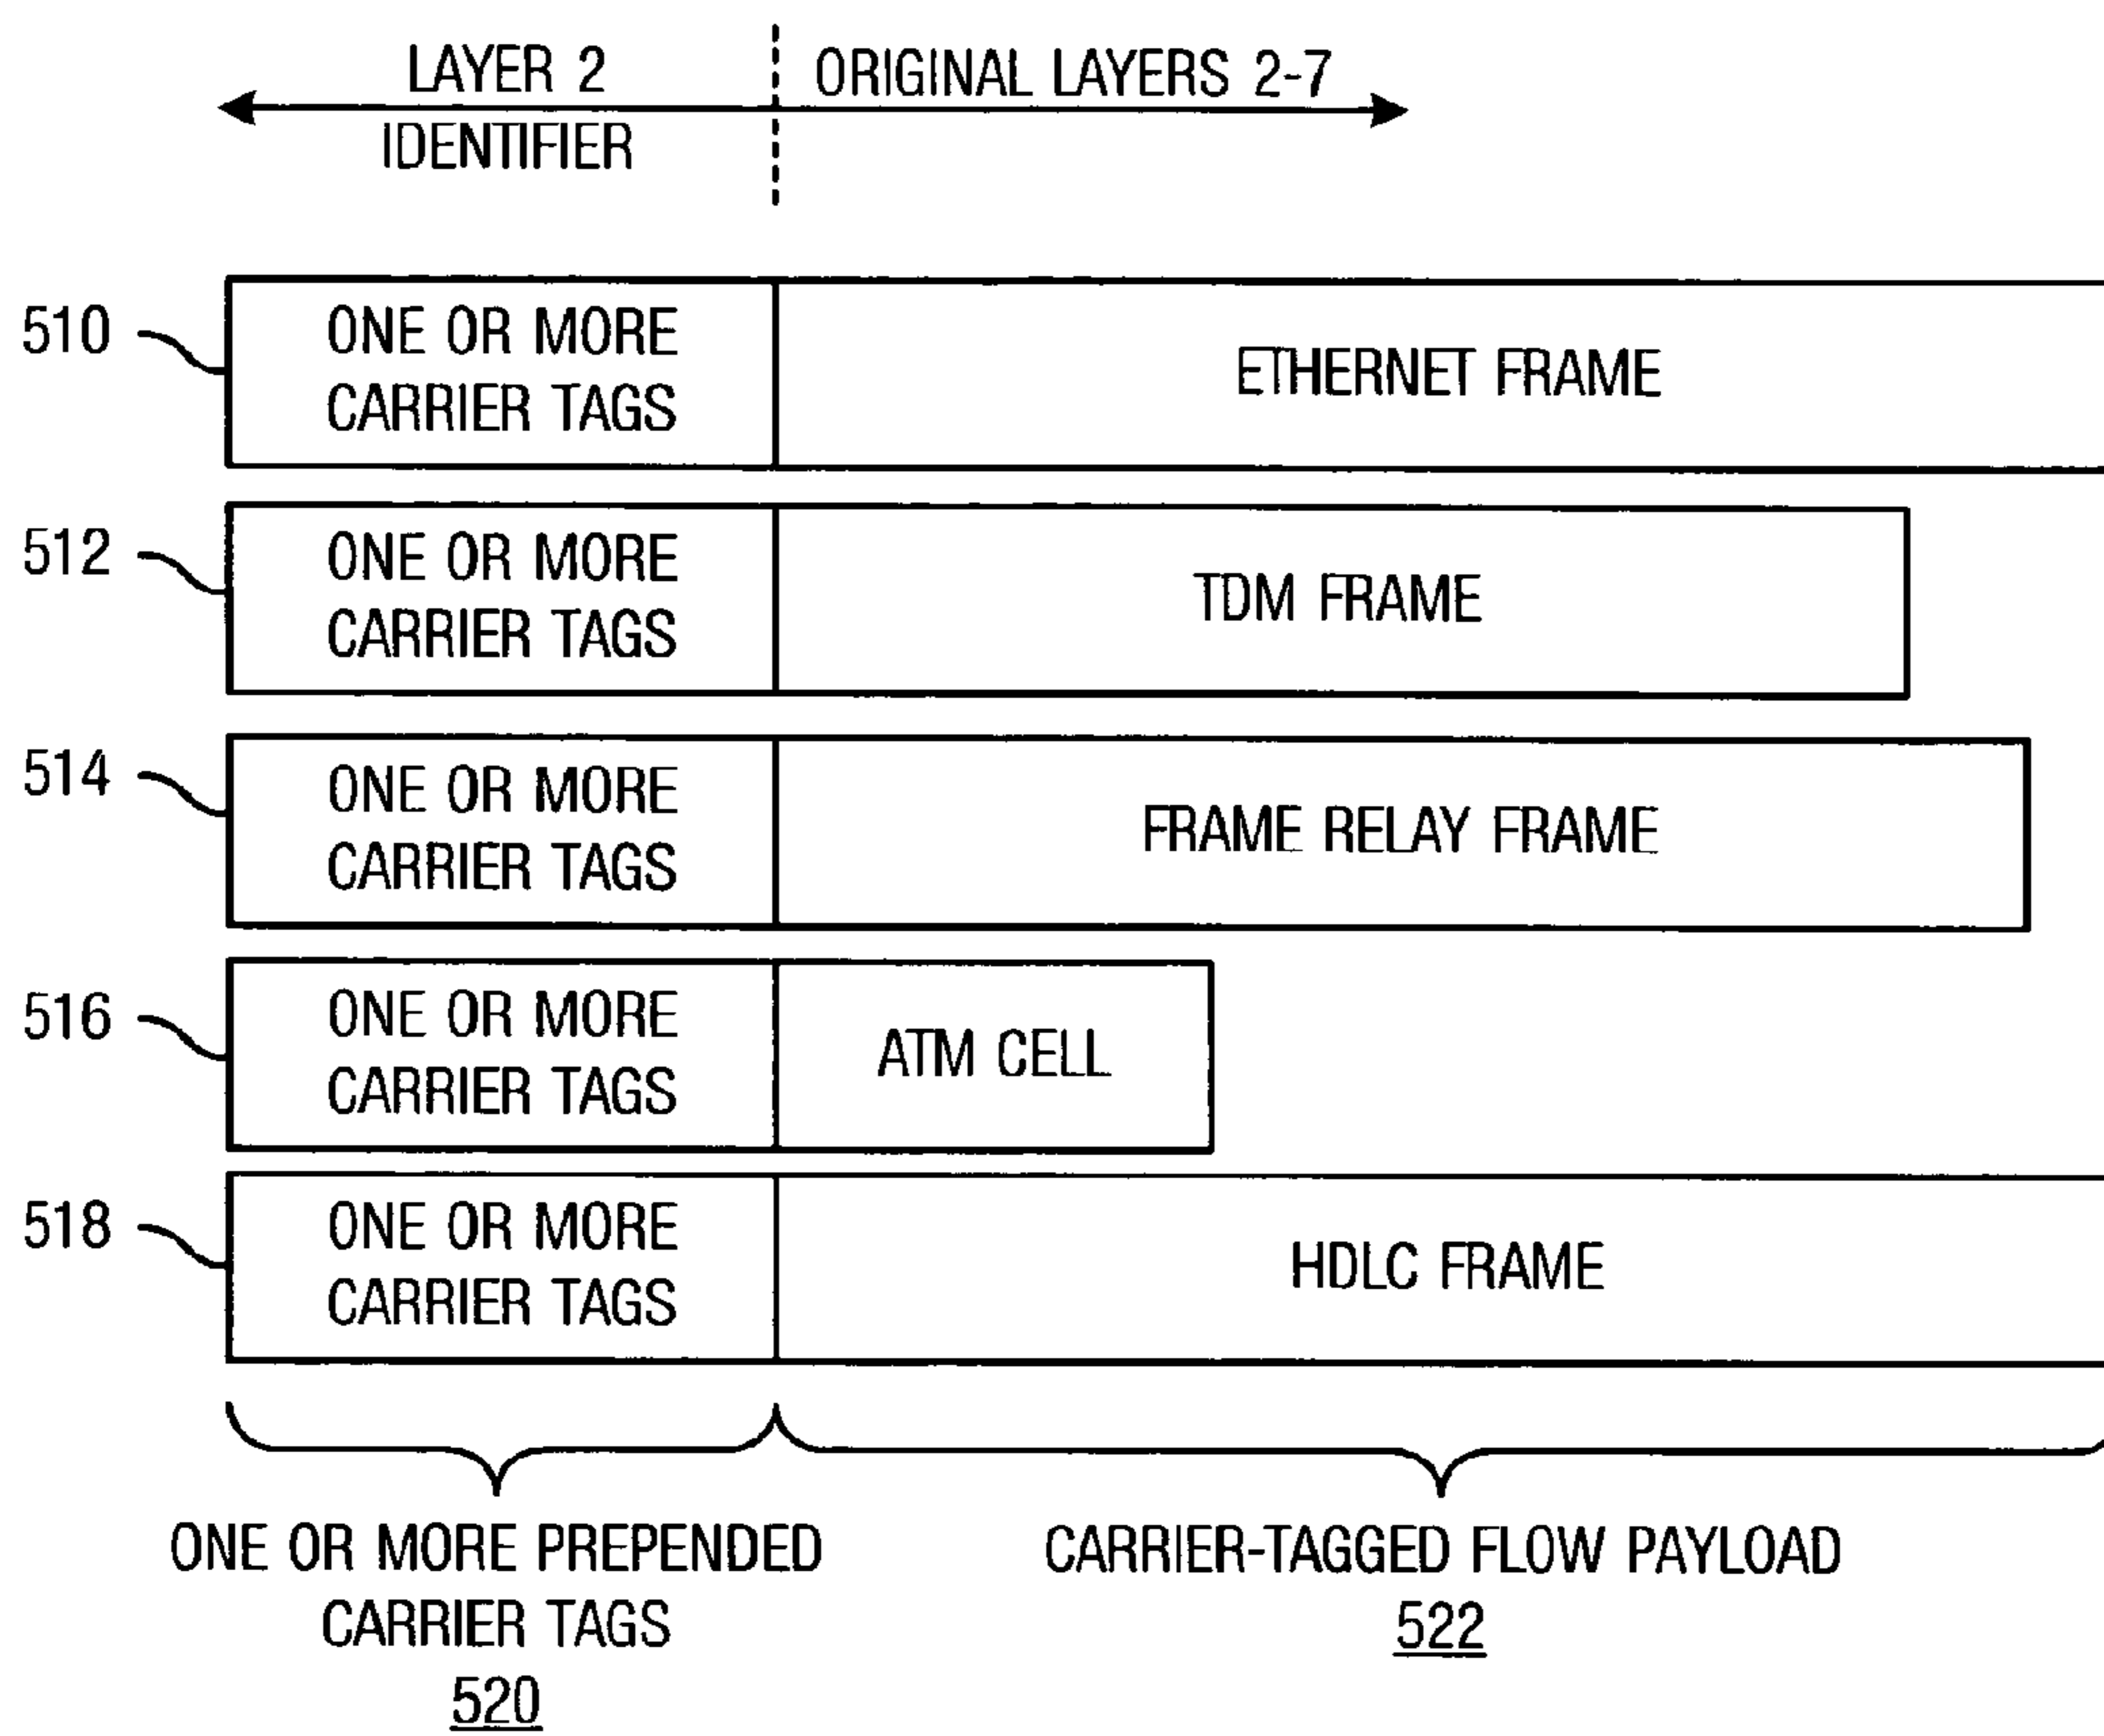 LAYER 2
IDENTIFIER
ORIGINAL LAYERS 2-7
510
ONE OR MORE
CARRIER TAGS
ETHERNET FRAME
512
ONE OR MORE
CARRIER TAGS
TDM FRAME
514
ONE OR MORE
CARRIER TAGS
FRAME RELAY FRAME
516
ONE OR MORE
CARRIER TAGS
ATM CELL
518
ONE OR MORE
CARRIER TAGS
HDLC FRAME
ONE OR MORE PREPENDED
CARRIER TAGS
520
CARRIER-TAGGED FLOW PAYLOAD
522